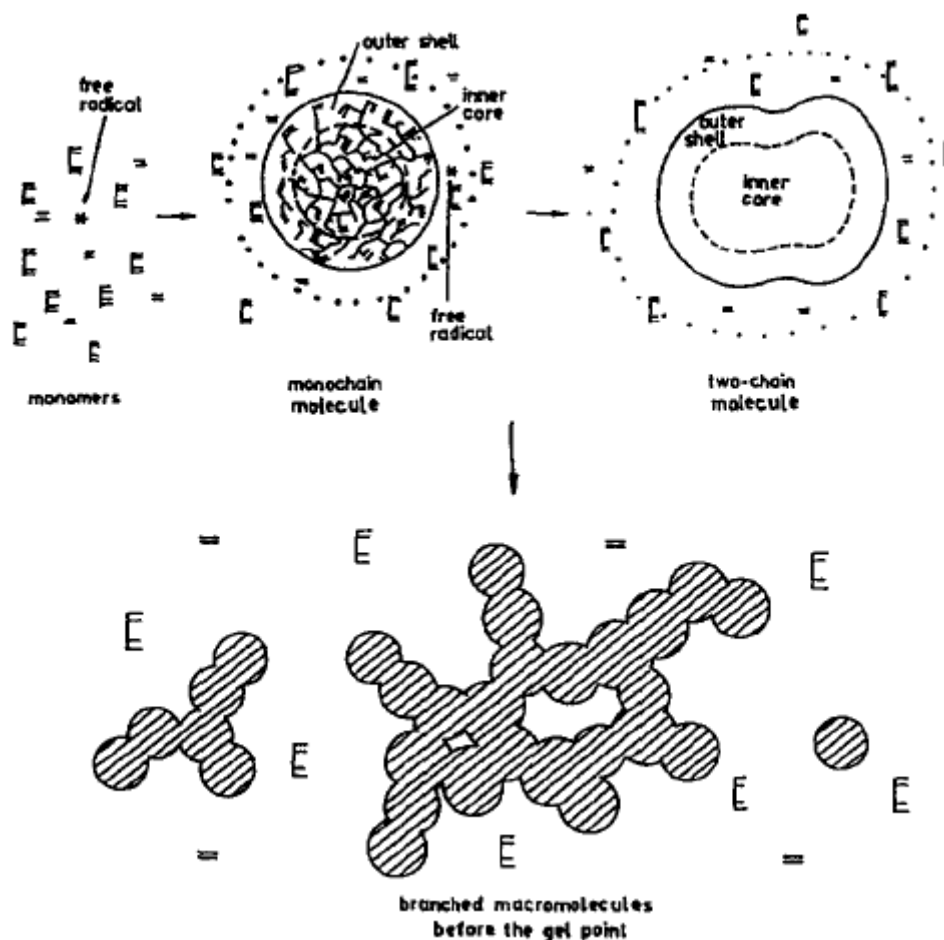 outer shell
free
radical
inner
core
outer
shell
inner
core
free
radical
monomers
monochain
molecule
two-chain
molecule
branched macromolecules
before the gel point